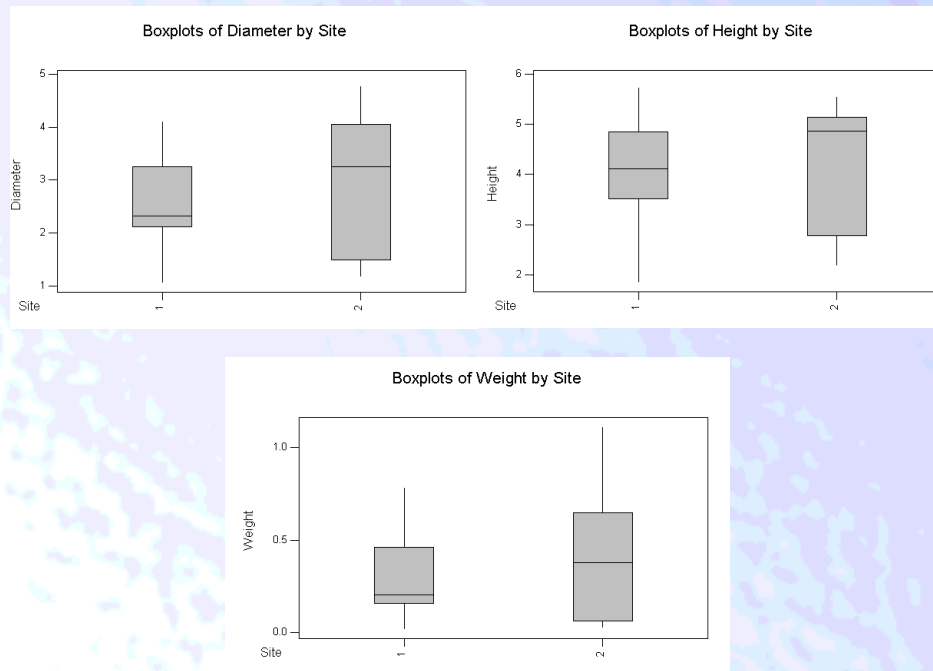 Boxplots of Diameter by Site
5
4
3
2
1
Diameter
Site
1
2
Boxplots of Height by Site
6
5
4
3
2
Height
Site
1
2
Boxplots of Weight by Site
1.0
0.5
0.0
Weight
Site
1
2